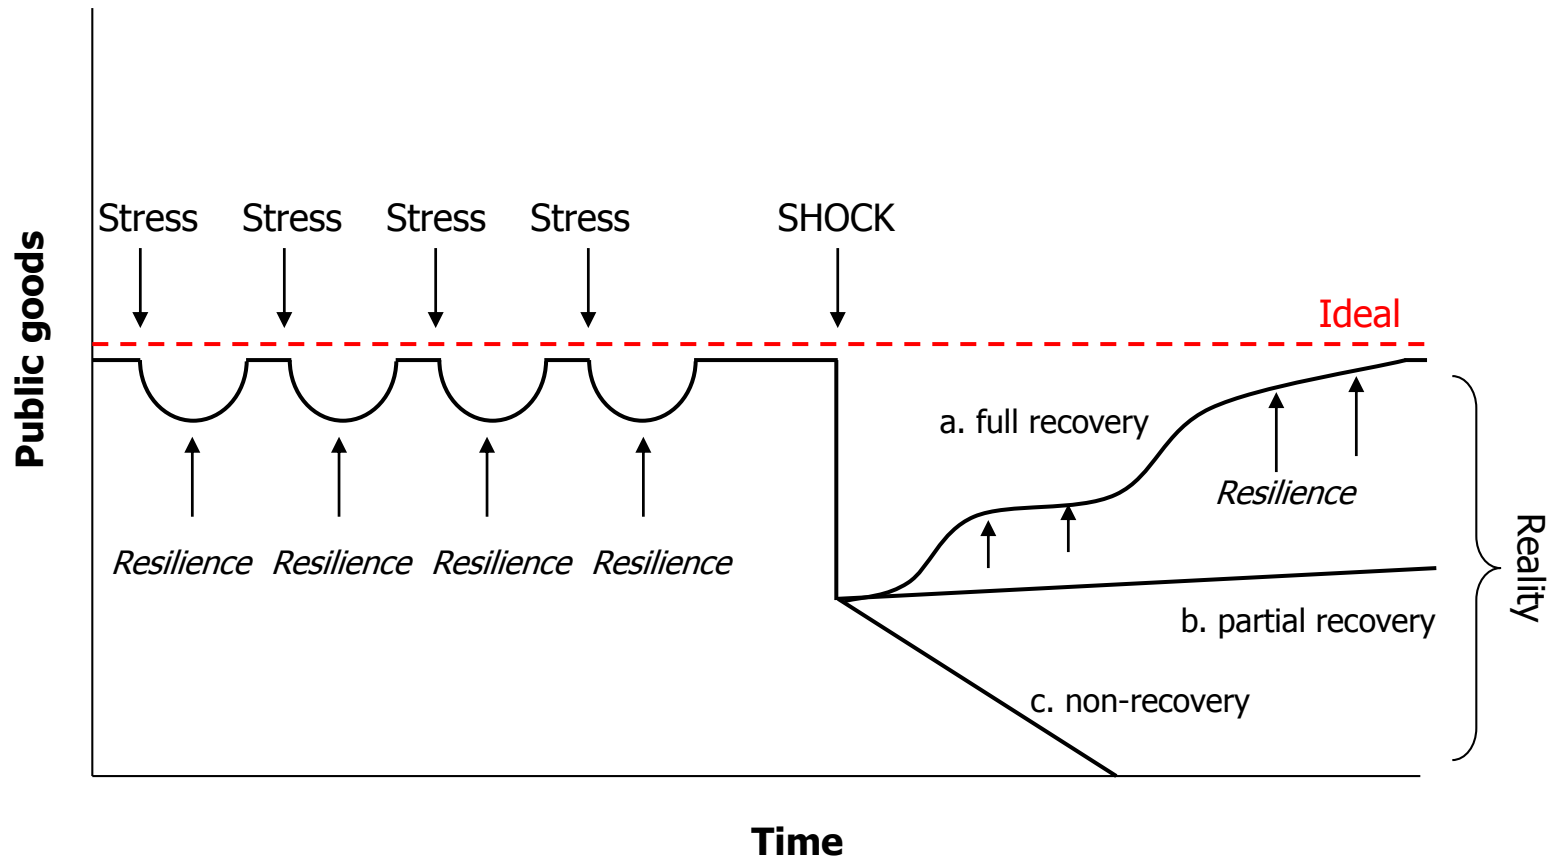 Stress Stress Stress Stress SHOCK
Ideal
Public goods
a. full recovery
Resilience
Resilience Resilience Resilience Resilience
Reality
b. partial recovery
c. non-recovery
Time